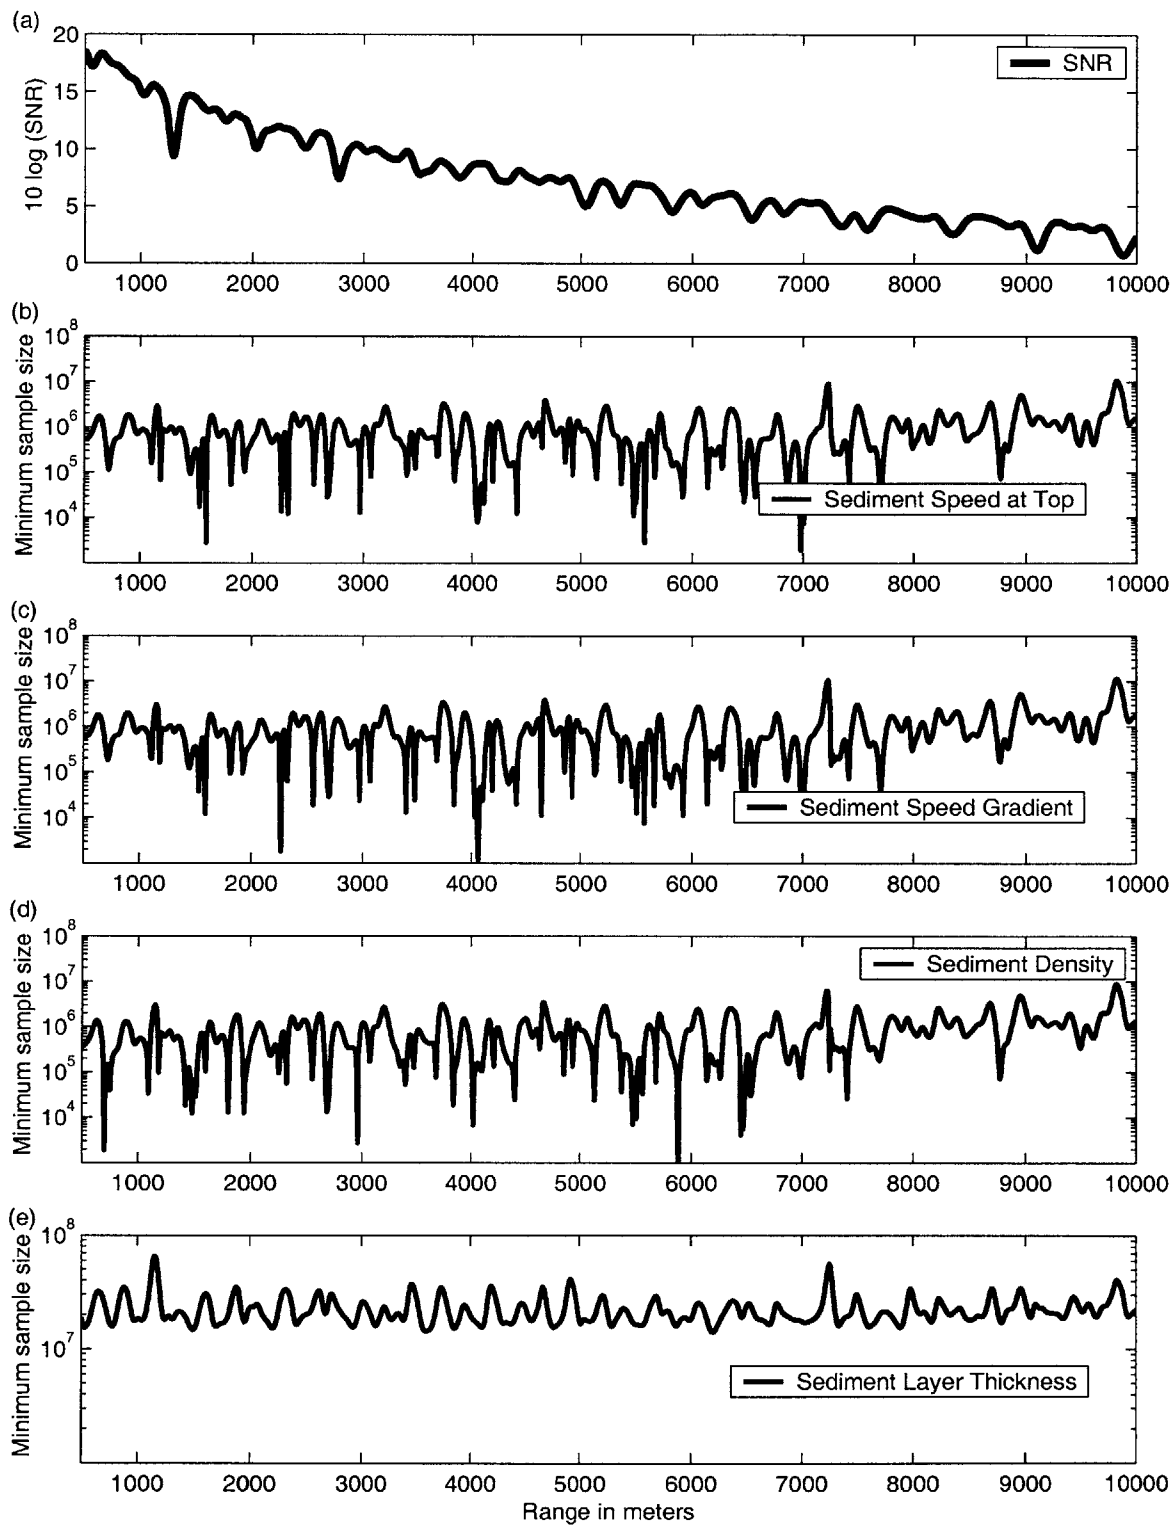 (a)
20
15
10
5
0
10 log (SNR)
SNR
1000 2000 3000 4000 5000 6000 7000 8000 9000 10000
(b)
10^8
10^7
10^6
10^5
10^4
Minimum sample size
Sediment Speed at Top
1000 2000 3000 4000 5000 6000 7000 8000 9000 10000
(c)
10^8
10^7
10^6
10^5
10^4
Minimum sample size
Sediment Speed Gradient
1000 2000 3000 4000 5000 6000 7000 8000 9000 10000
(d)
10^8
10^7
10^6
10^5
10^4
Minimum sample size
Sediment Density
1000 2000 3000 4000 5000 6000 7000 8000 9000 10000
(e)
10^8
10^7
Minimum sample size
Sediment Layer Thickness
1000 2000 3000 4000 5000 6000 7000 8000 9000 10000
Range in meters